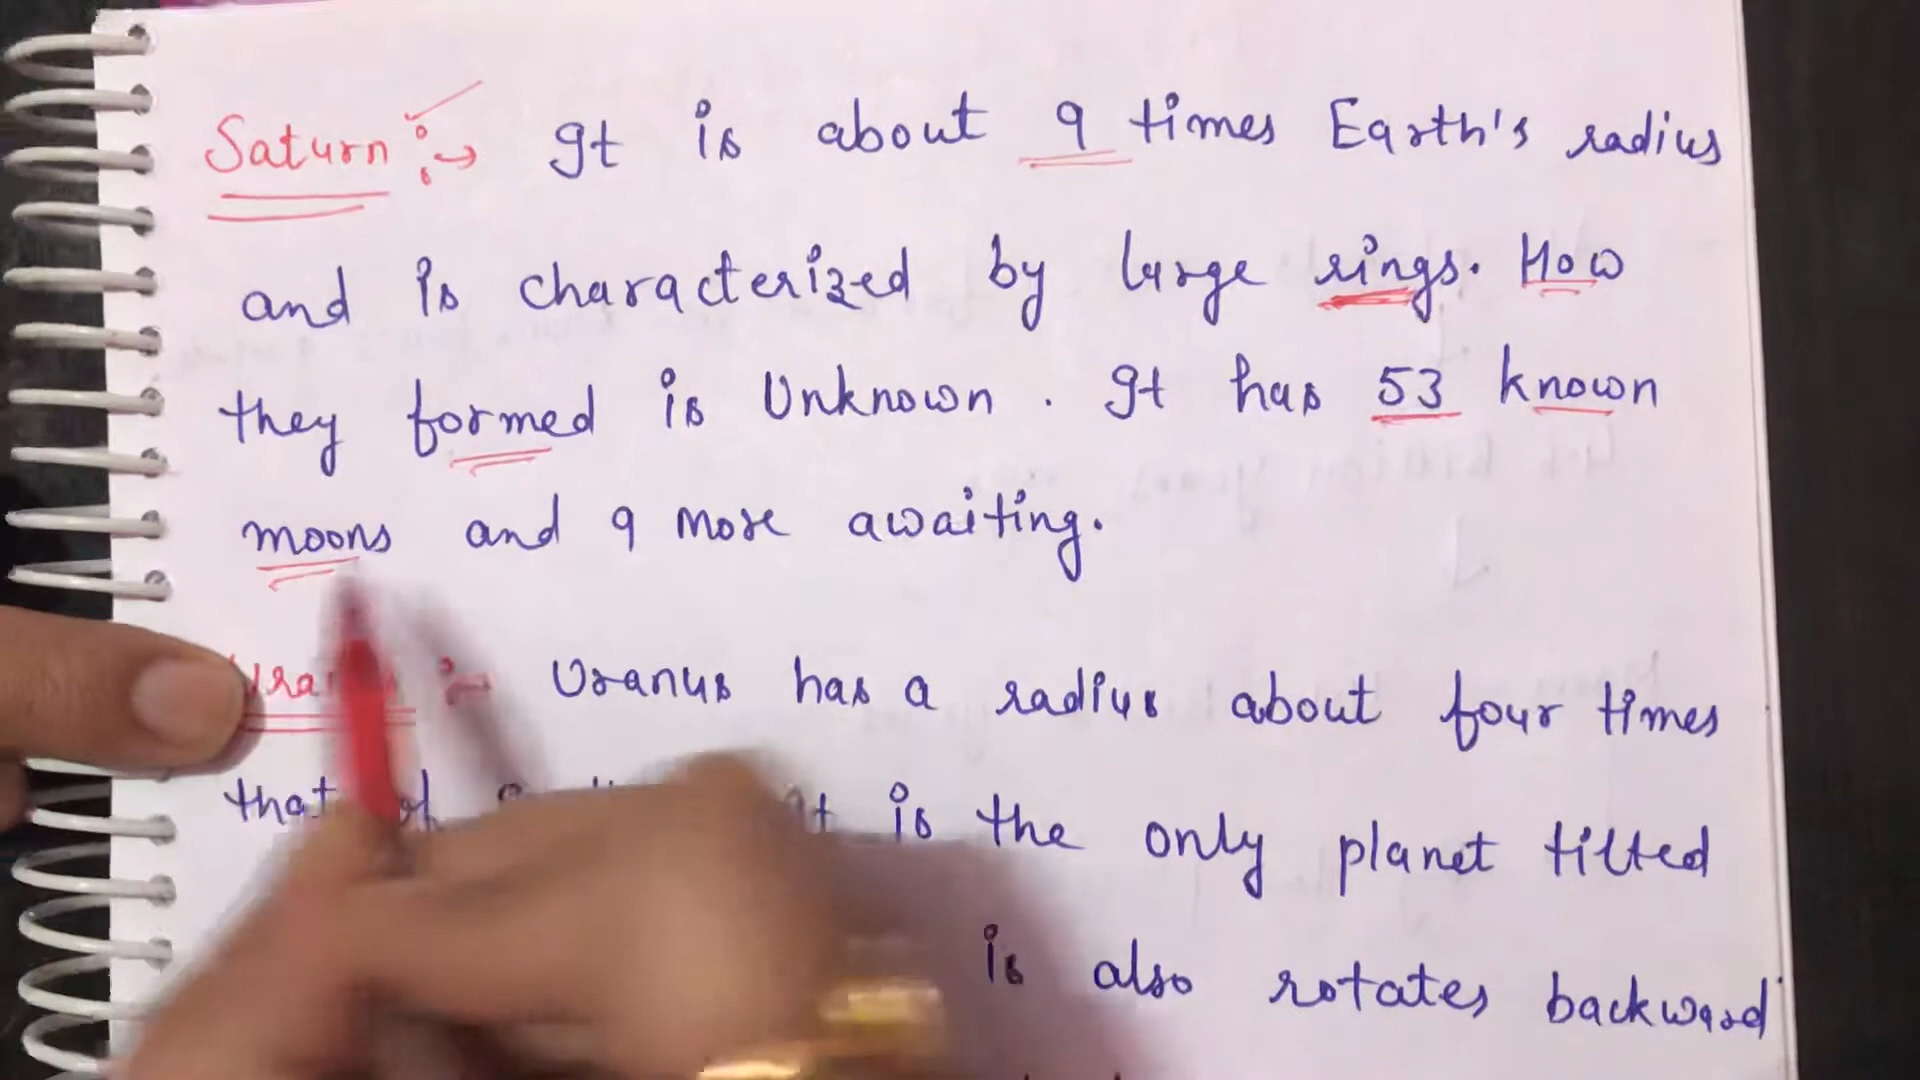 Saturn :→ It is about 9 times Earth's radius
and is characterized by large rings. How
they formed is Unknown. It has 53 known
moons and 9 more awaiting.
:- Uranus has a radius about four times
that of It is the only planet tilted
is also rotates backward